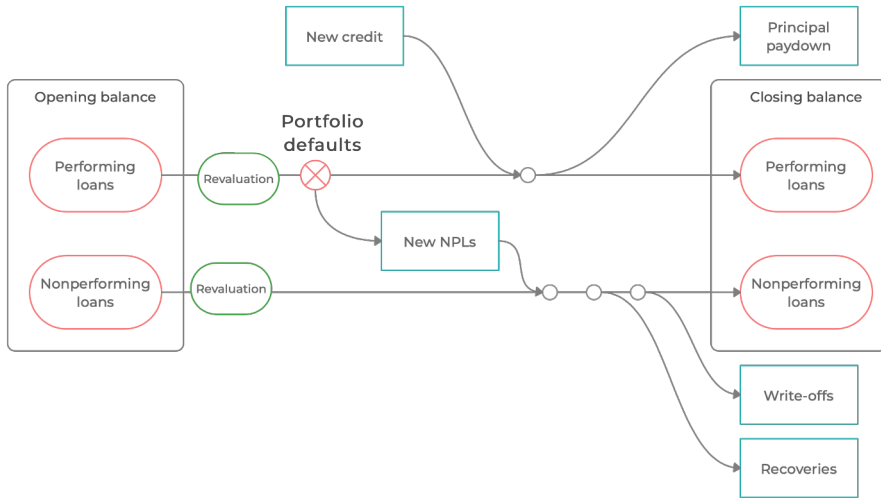 New credit
Principal
paydown
Opening balance
Closing balance
Portfolio
defaults
Performing
loans
Revaluation
Performing
loans
New NPLs
Nonperforming
loans
Revaluation
Nonperforming
loans
Write-offs
Recoveries